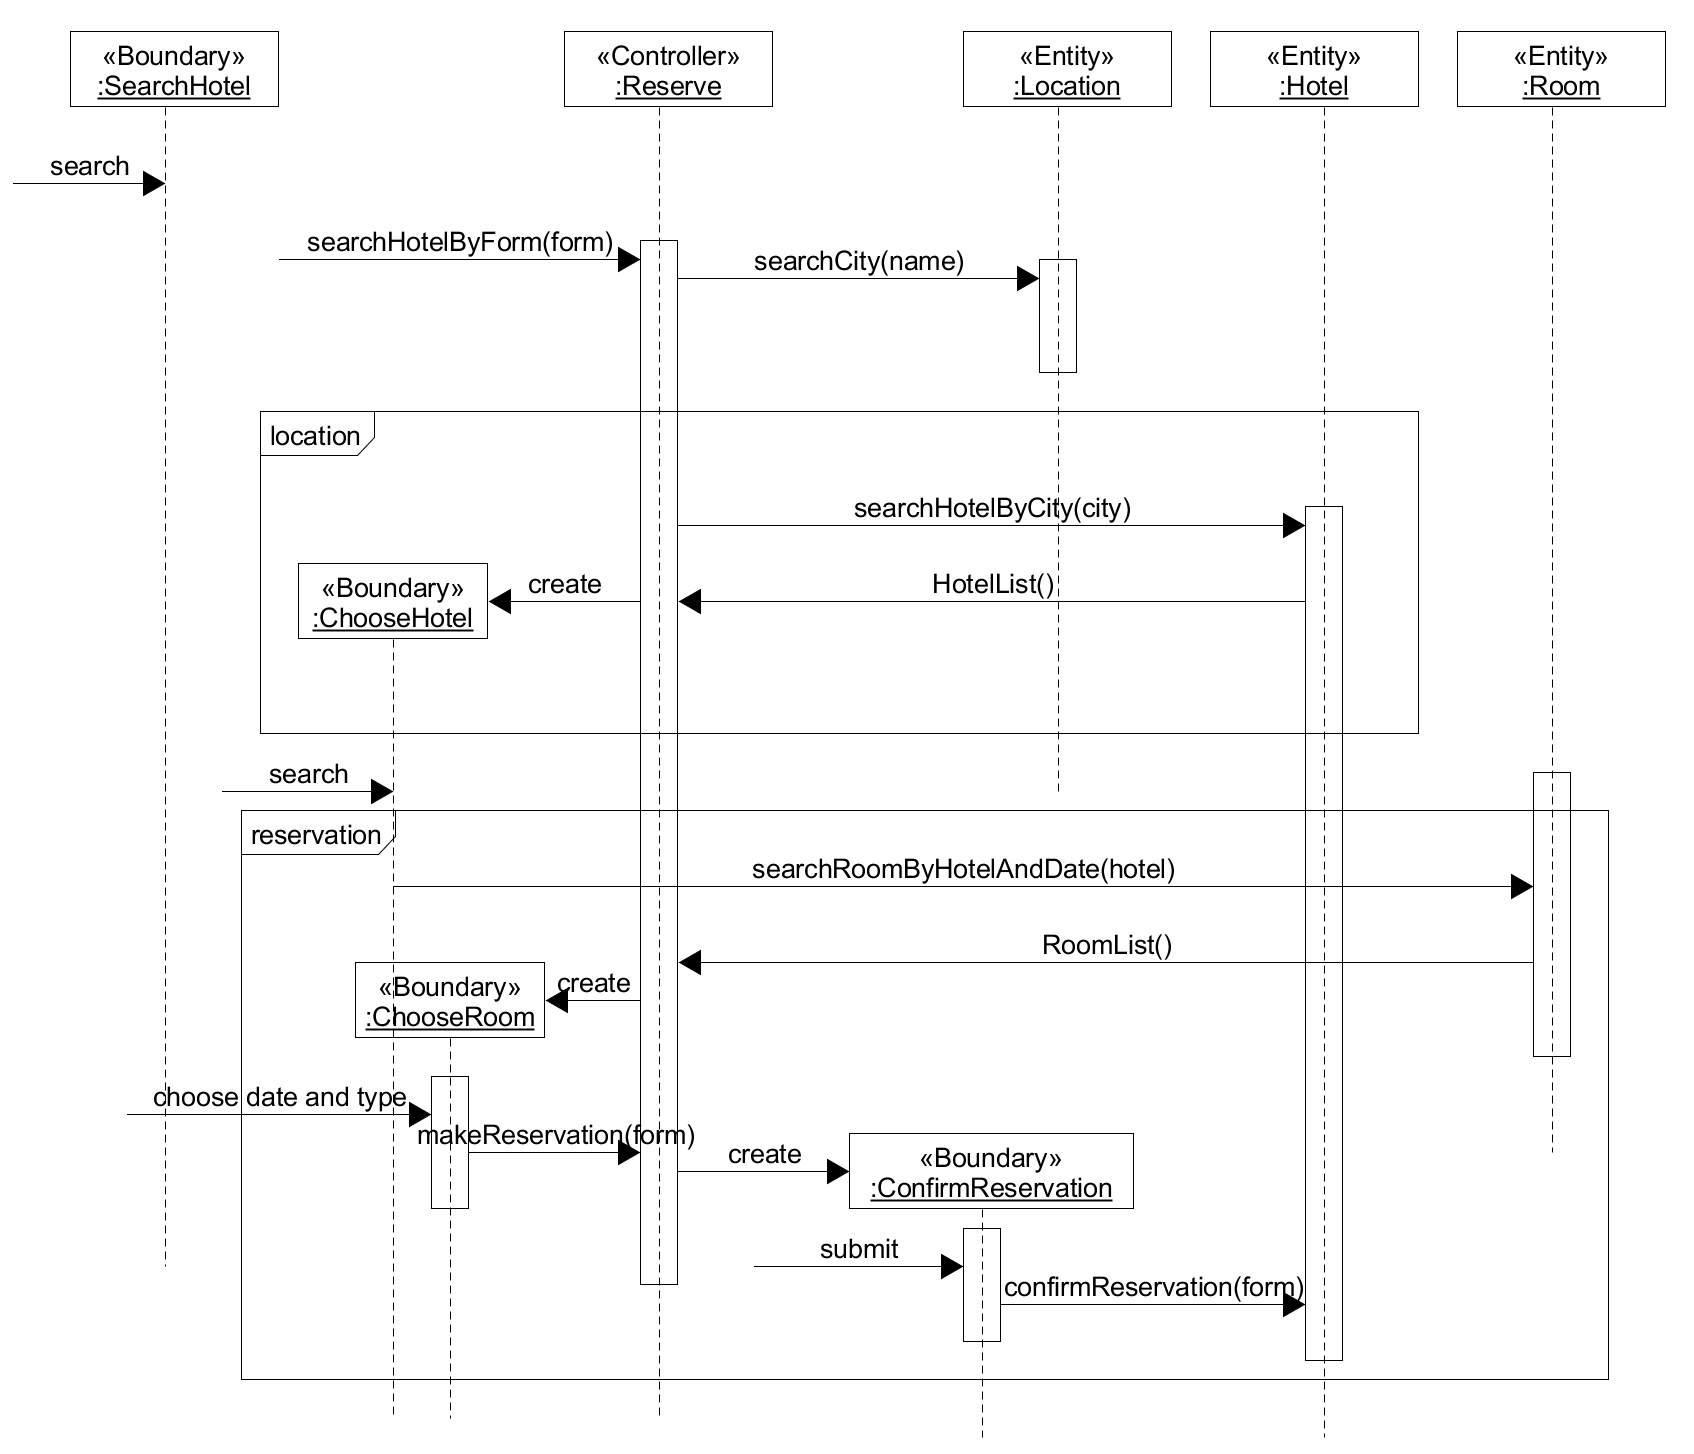 «Boundary»
:SearchHotel
«Controller»
:Reserve
«Entity»
:Location
«Entity»
:Hotel
«Entity»
:Room
search
searchHotelByForm(form)
searchCity(name)
location
searchHotelByCity(city)
«Boundary»
:ChooseHotel
create
HotelList()
search
reservation
searchRoomByHotelAndDate(hotel)
RoomList()
«Boundary»
:ChooseRoom
create
choose date and type
makeReservation(form)
create
«Boundary»
:ConfirmReservation
submit
confirmReservation(form)